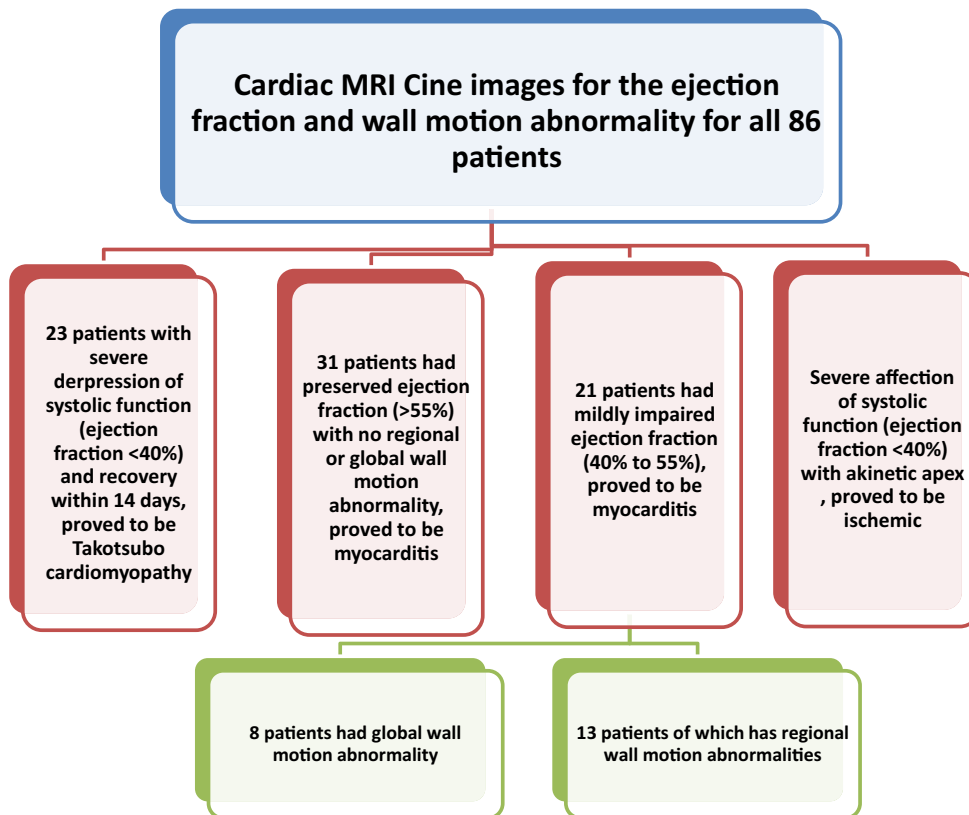 Cardiac MRI Cine images for the ejection
fraction and wall motion abnormality for all 86
patients
23 patients with
severe
derpression of
systolic function
(ejection
fraction <40%)
and recovery
within 14 days,
proved to be
Takotsubo
cardiomyopathy
31 patients had
preserved ejection
fraction (>55%)
with no regional
or global wall
motion
abnormality,
proved to be
myocarditis
21 patients had
mildly impaired
ejection fraction
(40% to 55%),
proved to be
myocarditis
Severe affection
of systolic
function (ejection
fraction <40%)
with akinetic apex
, proved to be
ischemic
8 patients had global wall
motion abnormality
13 patients of which has regional
wall motion abnormalities